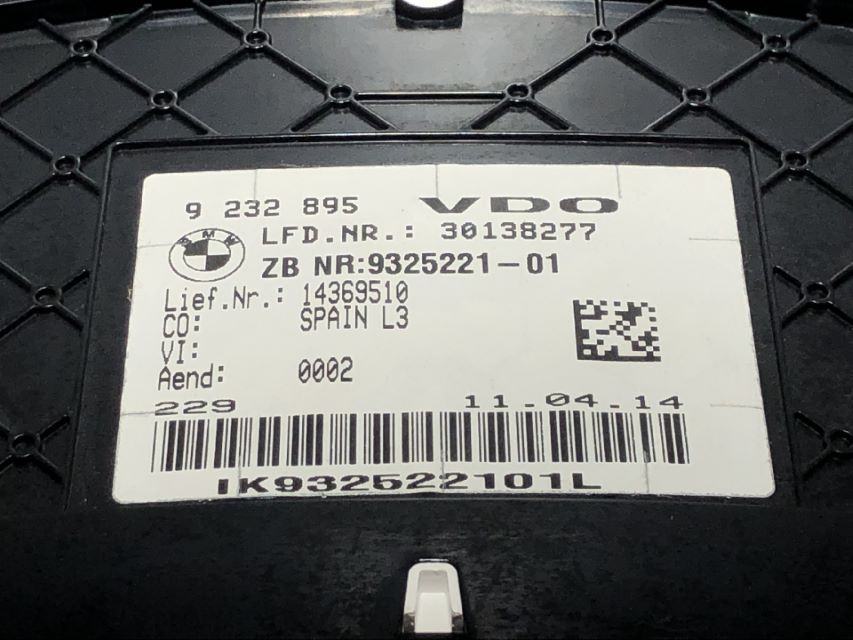 9 232 895 VDO
BMW
LFD.NR.: 30138277
ZB NR:9325221-01
Lief.Nr.: 14369510
CO: SPAIN L3
VI:
Aend: 0002
229 11.04.14
IK932522101L